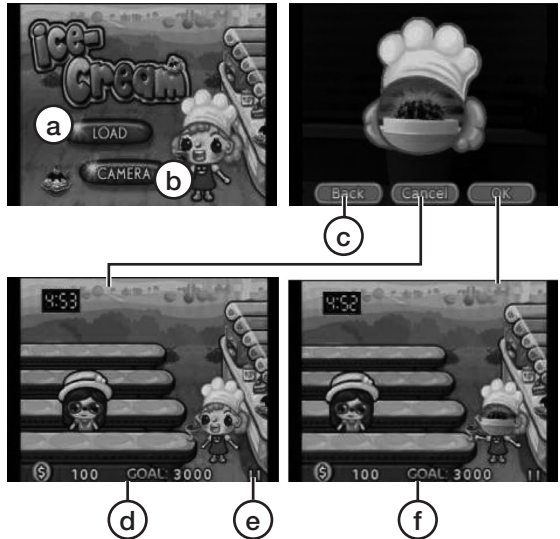 ice-
Cream
a
LOAD
CAMERA
b
Back
Cancel
OK
c
4:53
4:52
$ 100 GOAL: 3000
$ 100 GOAL: 3000
d
e
f